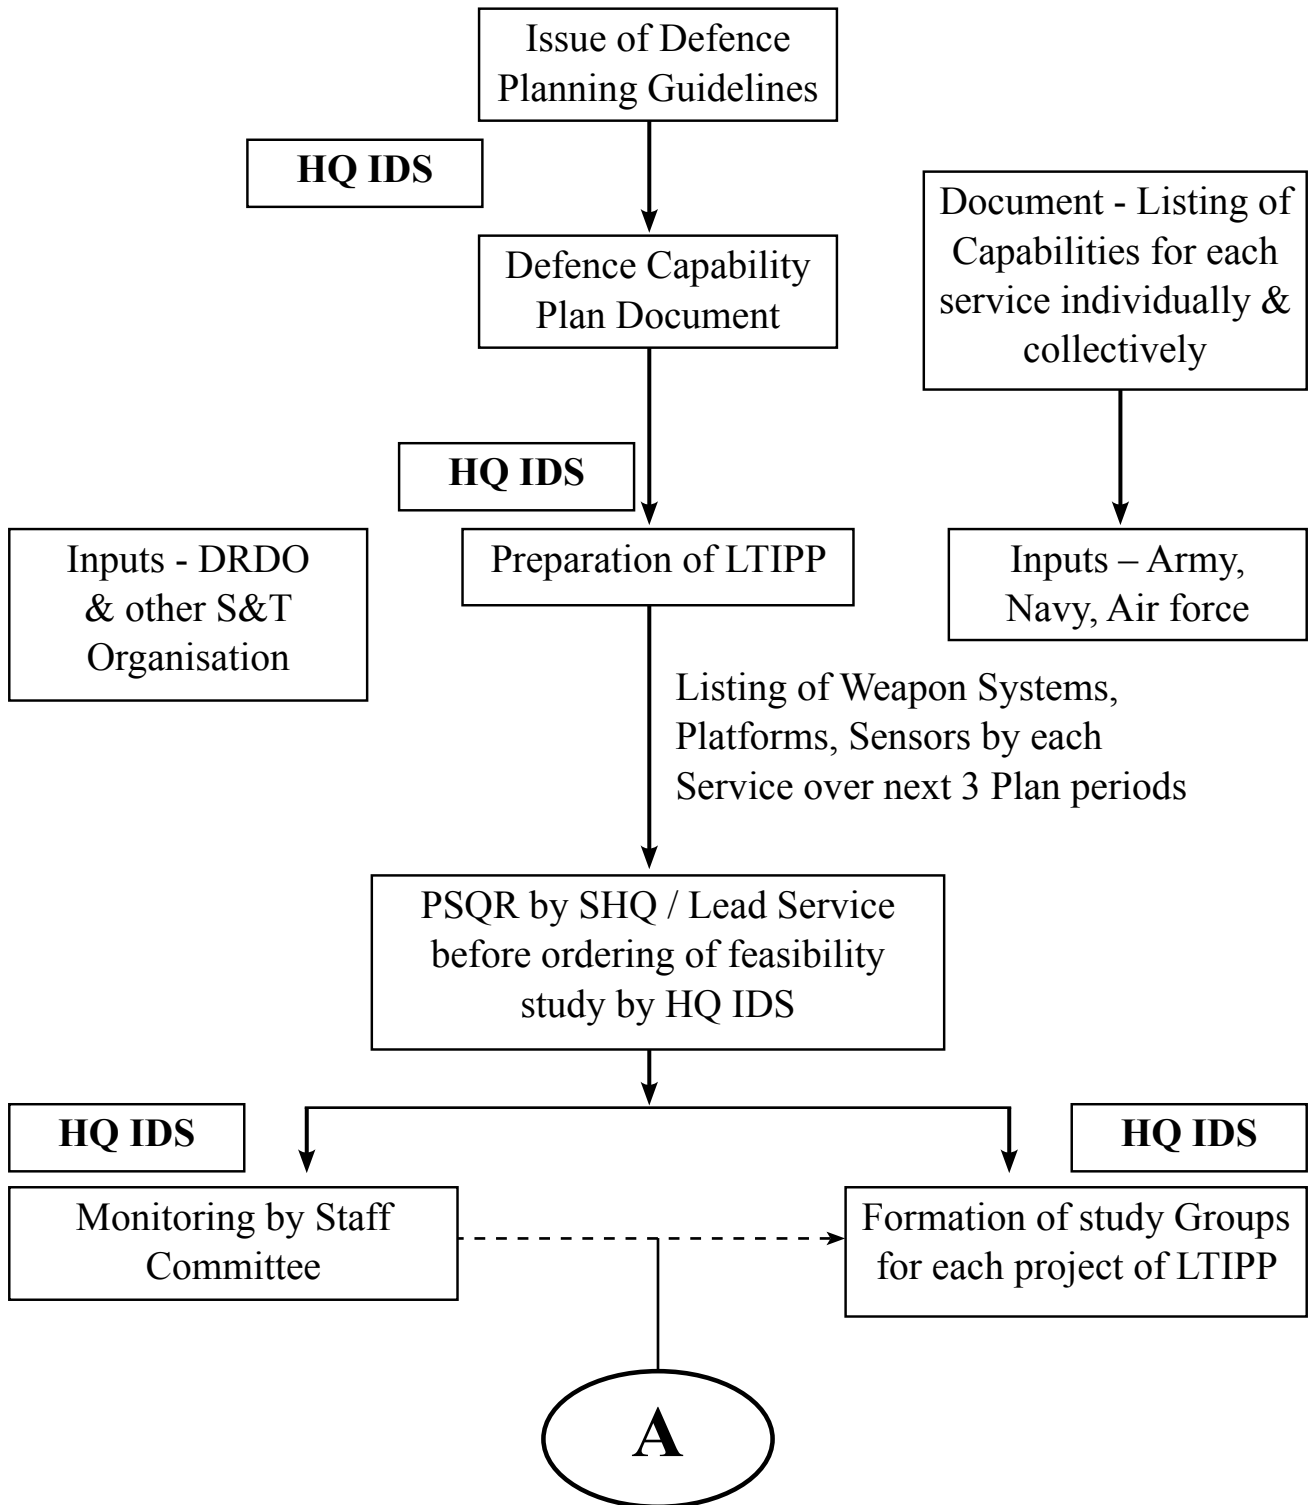 Issue of Defence
Planning Guidelines
HQ IDS
Document - Listing of
Capabilities for each
service individually &
collectively
Defence Capability
Plan Document
HQ IDS
Inputs - DRDO
& other S&T
Organisation
Preparation of LTIPP
Inputs – Army,
Navy, Air force
Listing of Weapon Systems,
Platforms, Sensors by each
Service over next 3 Plan periods
PSQR by SHQ / Lead Service
before ordering of feasibility
study by HQ IDS
HQ IDS
HQ IDS
Monitoring by Staff
Committee
Formation of study Groups
for each project of LTIPP
A